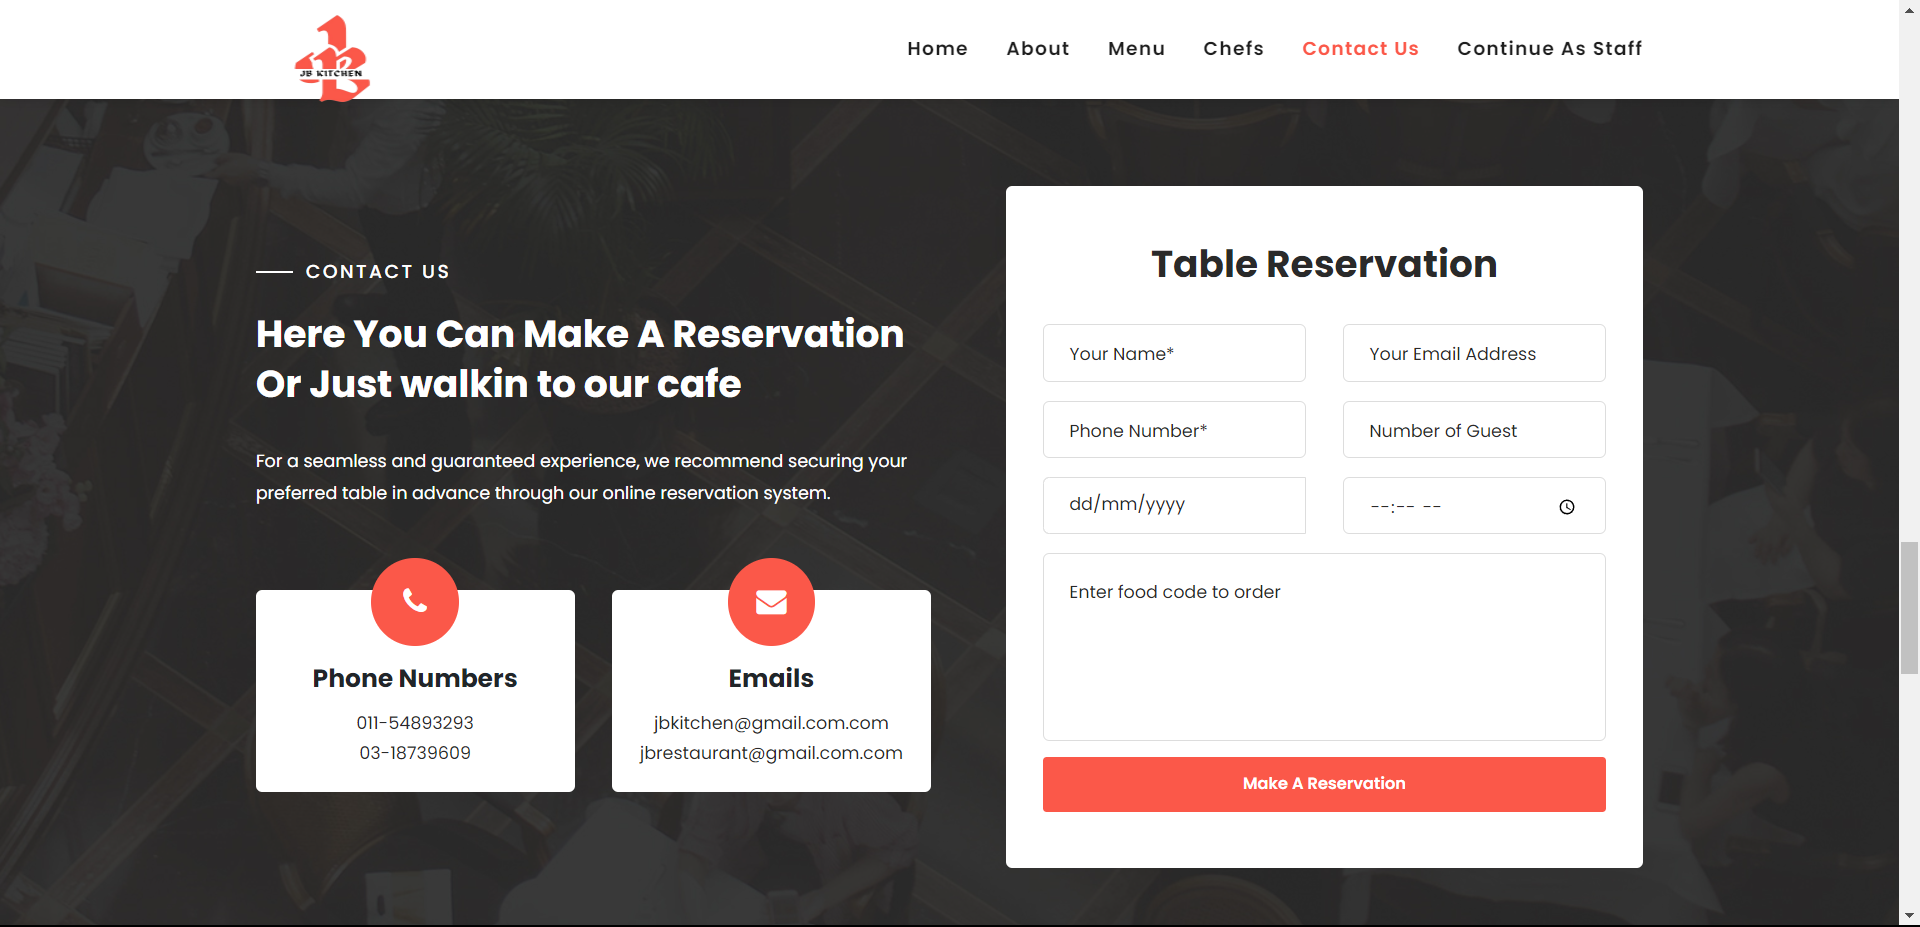 JB KITCHEN
Home About Menu Chefs Contact Us Continue As Staff
CONTACT US
Here You Can Make A Reservation
Or Just walkin to our cafe
For a seamless and guaranteed experience, we recommend securing your
preferred table in advance through our online reservation system.
Phone Numbers
011-54893293
03-18739609
Emails
jbkitchen@gmail.com.com
jbrestaurant@gmail.com.com
Table Reservation
Your Name*
Your Email Address
Phone Number*
Number of Guest
dd/mm/yyyy
--:-- --
Enter food code to order
Make A Reservation